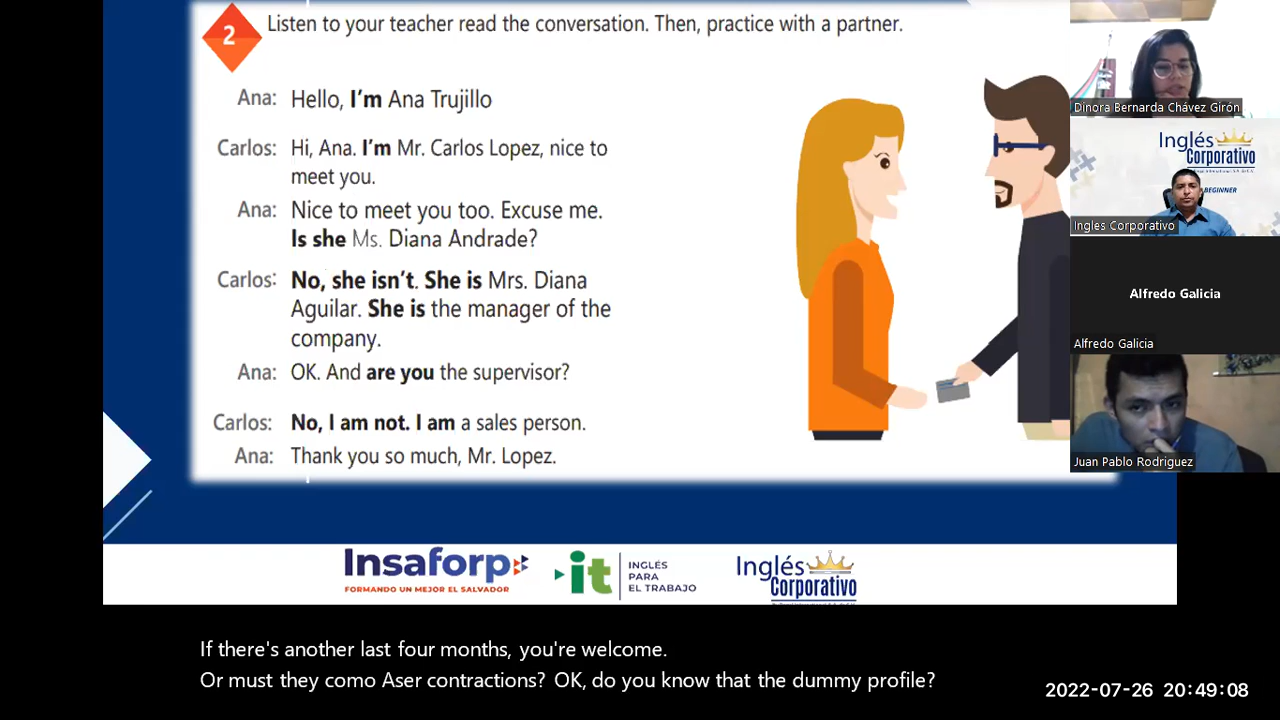 2
Listen to your teacher read the conversation. Then, practice with a partner.
Ana: Hello, I'm Ana Trujillo
Carlos: Hi, Ana. I'm Mr. Carlos Lopez, nice to
meet you.
Ana: Nice to meet you too. Excuse me.
Is she Ms. Diana Andrade?
Carlos: No, she isn't. She is Mrs. Diana
Aguilar. She is the manager of the
company.
Ana: OK. And are you the supervisor?
Carlos: No, I am not. I am a sales person.
Ana: Thank you so much, Mr. Lopez.
Dinora Bernarda Chávez Girón
Inglés
Corporativo
BEGINNER
Ingles Corporativo
Alfredo Galicia
Alfredo Galicia
Juan Pablo Rodriguez
Insaforp
FORMANDO UN MEJOR EL SALVADOR
it
INGLÉS
PARA
EL TRABAJO
Inglés
Corporativo
If there's another last four months, you're welcome.
Or must they como Aser contractions? OK, do you know that the dummy profile?
2022-07-26 20:49:08